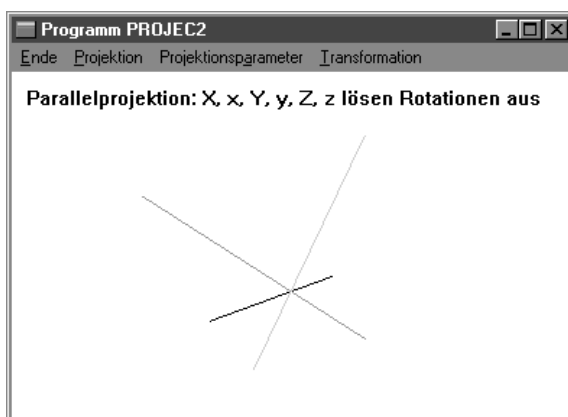 Programm PROJEC2
Ende Projektion Projektionsparameter Transformation
Parallelprojektion: X, x, Y, y, Z, z lösen Rotationen aus